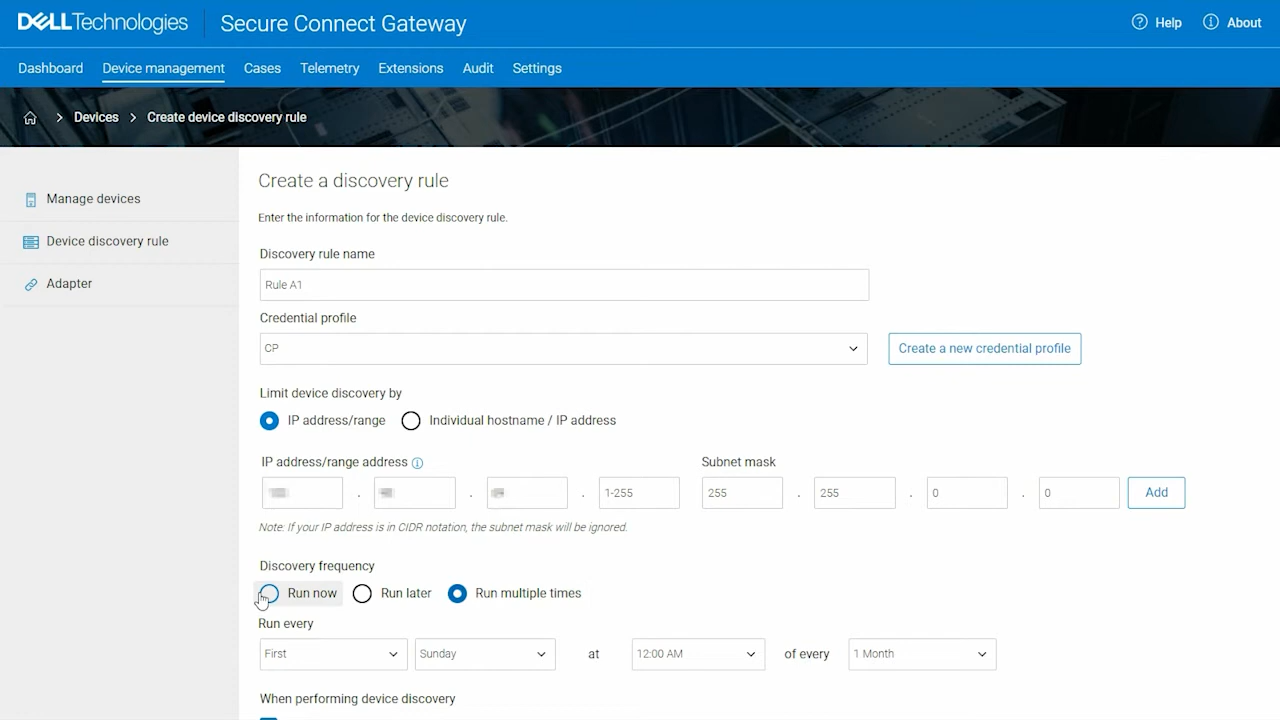 DELLTechnologies Secure Connect Gateway Help About
Dashboard Device management Cases Telemetry Extensions Audit Settings
> Devices > Create device discovery rule
Manage devices
Device discovery rule
Adapter
Create a discovery rule
Enter the information for the device discovery rule.
Discovery rule name
Rule A1
Credential profile
CP Create a new credential profile
Limit device discovery by
IP address/range Individual hostname / IP address
IP address/range address Subnet mask
. . . 1-255 255 . 255 . 0 . 0 Add
Note: If your IP address is in CIDR notation, the subnet mask will be ignored.
Discovery frequency
Run now Run later Run multiple times
Run every
First Sunday at 12:00 AM of every 1 Month
When performing device discovery